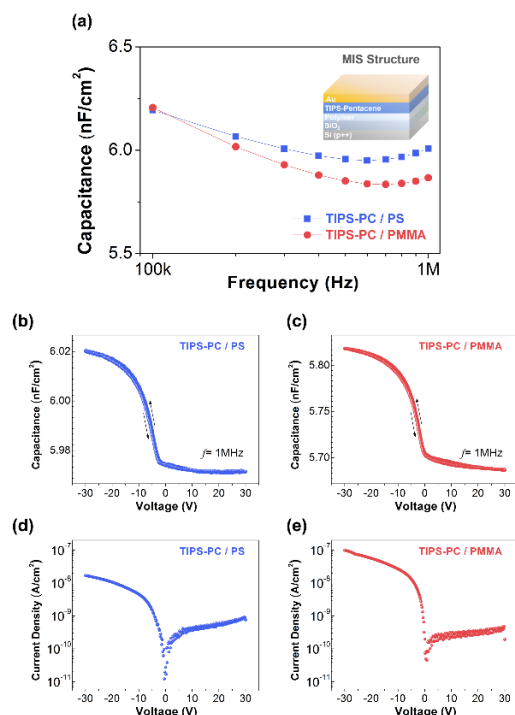 (a)
6.5
6.0
5.5
Capacitance (nF/cm²)
MIS Structure
Au
TIPS-Pentacene
Polymer
SiO₂
Si (p++)
TIPS-PC / PS
TIPS-PC / PMMA
100k
1M
Frequency (Hz)
(b)
TIPS-PC / PS
6.02
6.00
5.98
Capacitance (nF/cm²)
f= 1MHz
-30 -20 -10 0 10 20 30
Voltage (V)
(c)
TIPS-PC / PMMA
5.80
5.75
5.70
Capacitance (nF/cm²)
f= 1MHz
-30 -20 -10 0 10 20 30
Voltage (V)
(d)
TIPS-PC / PS
10⁻⁷
10⁻⁸
10⁻⁹
10⁻¹⁰
10⁻¹¹
Current Density (A/cm²)
-30 -20 -10 0 10 20 30
Voltage (V)
(e)
TIPS-PC / PMMA
10⁻⁷
10⁻⁸
10⁻⁹
10⁻¹⁰
10⁻¹¹
Current Density (A/cm²)
-30 -20 -10 0 10 20 30
Voltage (V)